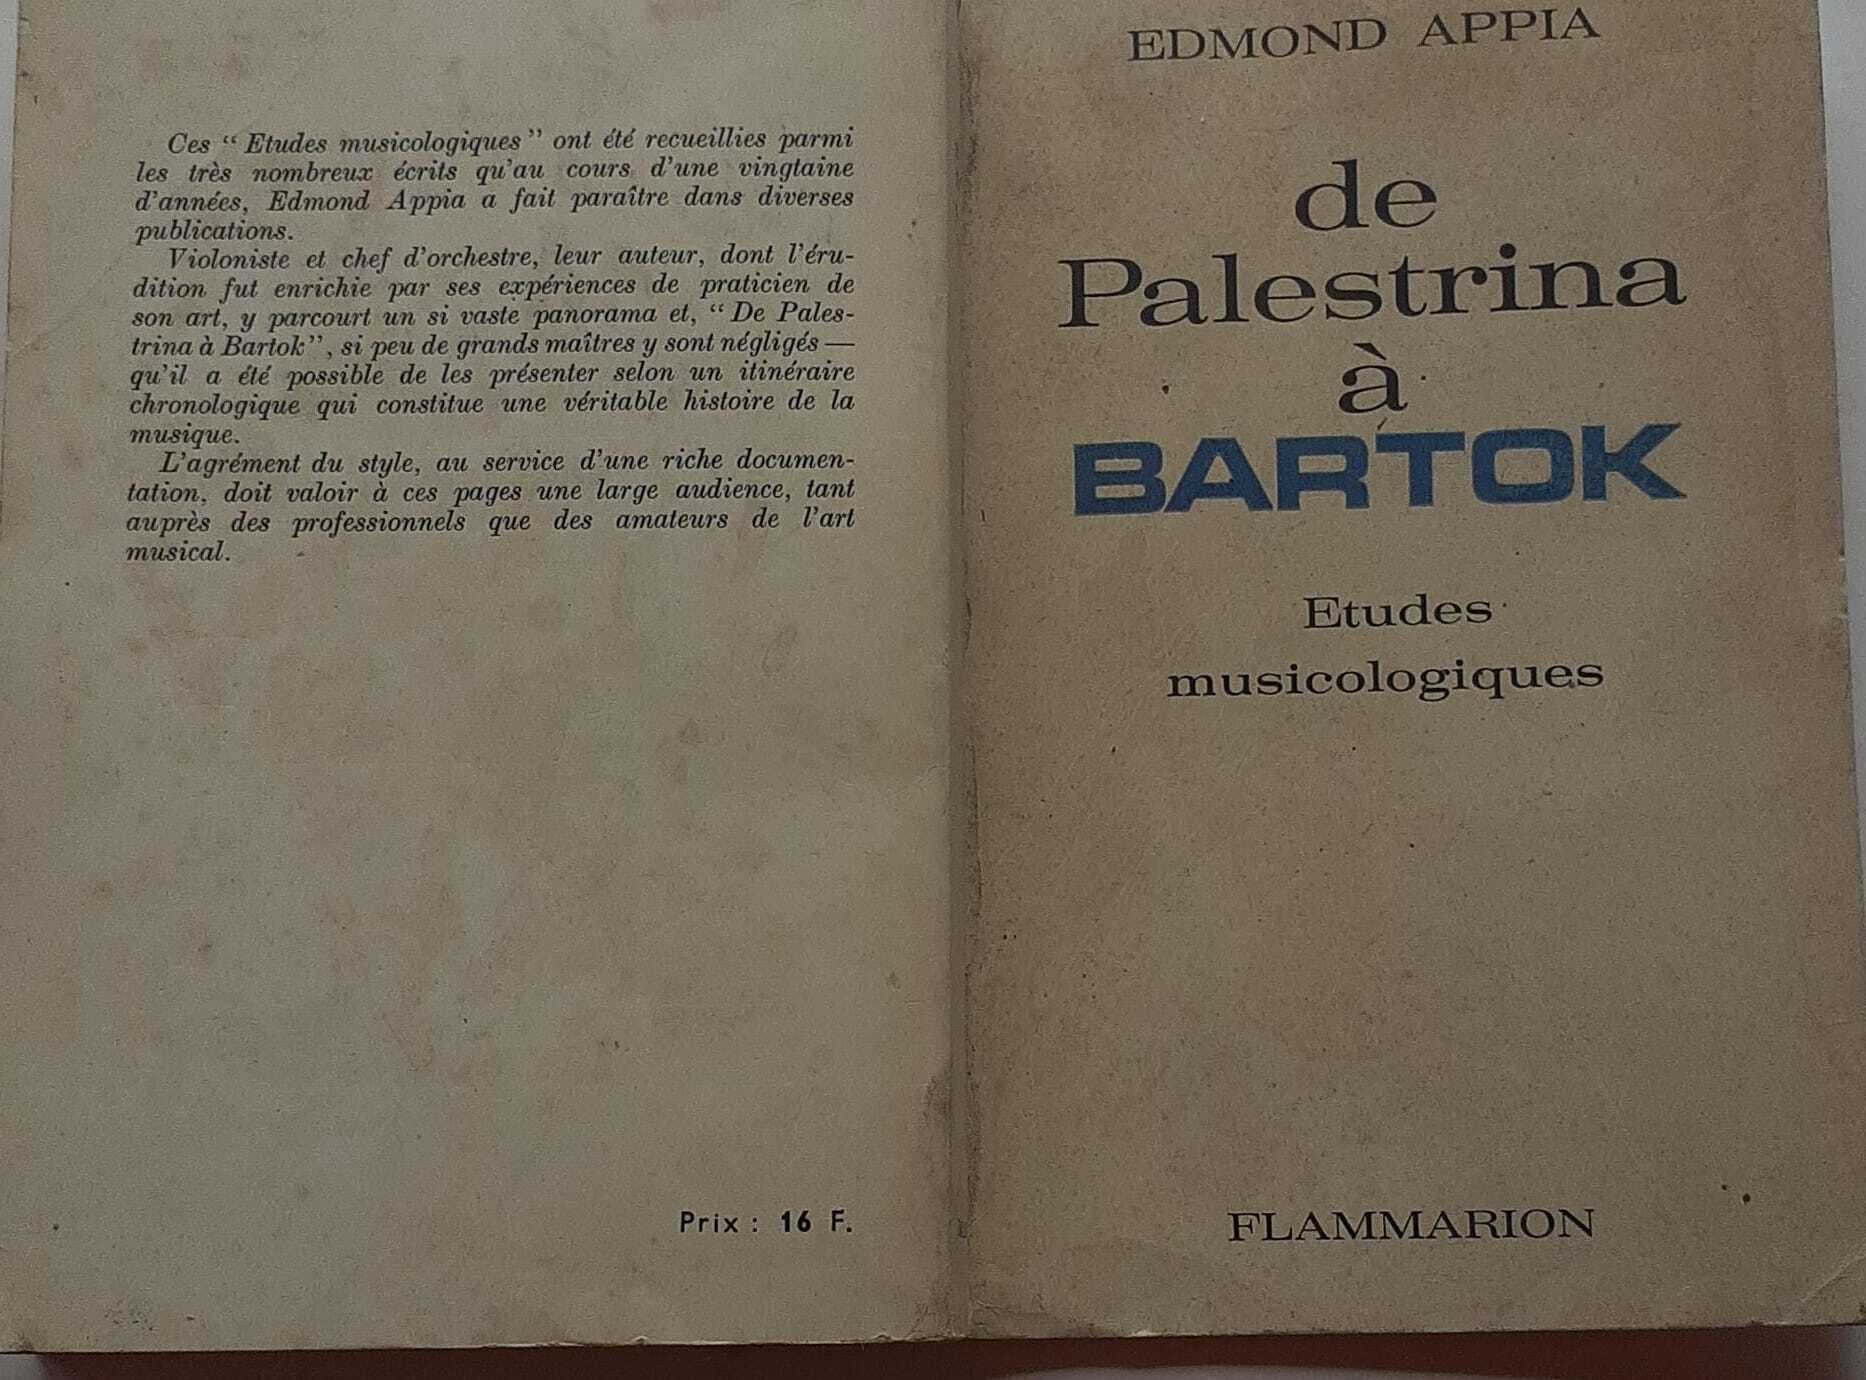 Ces “ Etudes musicologiques ” ont été recueillies parmi
les très nombreux écrits qu’au cours d’une vingtaine
d’années, Edmond Appia a fait paraître dans diverses
publications.
Violoniste et chef d’orchestre, leur auteur, dont l’éru-
dition fut enrichie par ses expériences de praticien de
son art, y parcourt un si vaste panorama et, “ De Pales-
trina à Bartok ”, si peu de grands maîtres y sont négligés —
qu’il a été possible de les présenter selon un itinéraire
chronologique qui constitue une véritable histoire de la
musique.
L’agrément du style, au service d’une riche documen-
tation, doit valoir à ces pages une large audience, tant
auprès des professionnels que des amateurs de l’art
musical.
Prix : 16 F.
EDMOND APPIA
de
Palestrina
à
BARTOK
Etudes
musicologiques
FLAMMARION